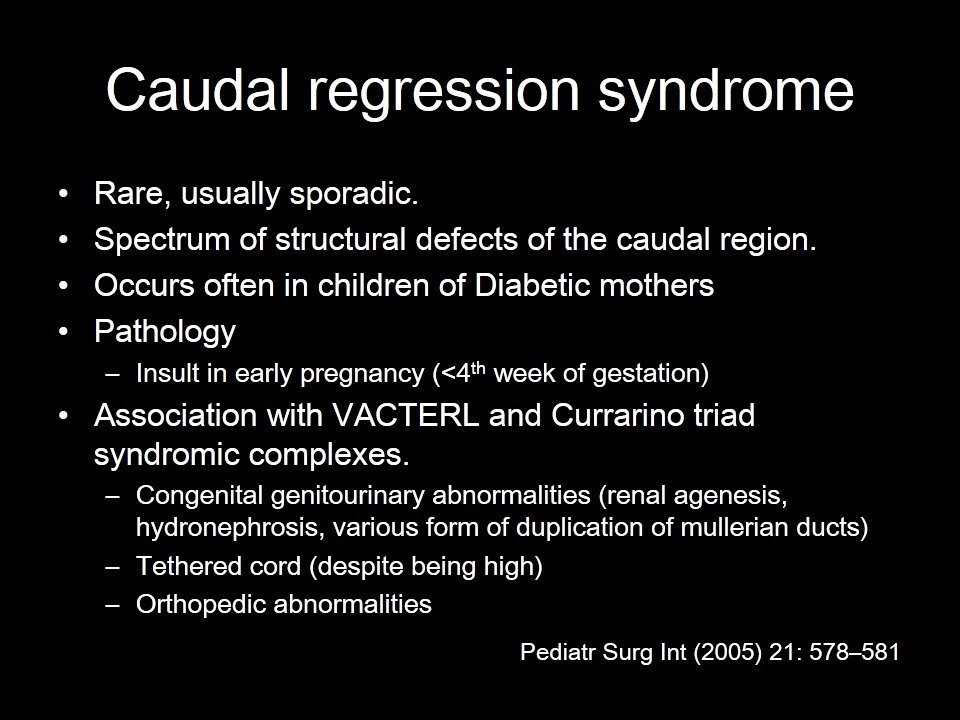 Caudal regression syndrome
• Rare, usually sporadic.
• Spectrum of structural defects of the caudal region.
• Occurs often in children of Diabetic mothers
• Pathology
– Insult in early pregnancy (<4th week of gestation)
• Association with VACTERL and Currarino triad
syndromic complexes.
– Congenital genitourinary abnormalities (renal agenesis,
hydronephrosis, various form of duplication of mullerian ducts)
– Tethered cord (despite being high)
– Orthopedic abnormalities
Pediatr Surg Int (2005) 21: 578–581